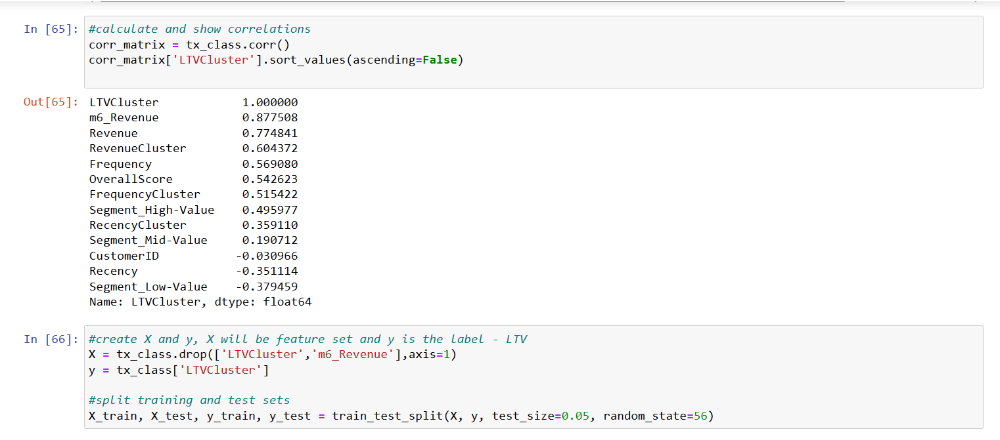 In [65]: #calculate and show correlations
corr_matrix = tx_class.corr()
corr_matrix['LTVCluster'].sort_values(ascending=False)
Out[65]: LTVCluster 1.000000
m6_Revenue 0.877508
Revenue 0.774841
RevenueCluster 0.604372
Frequency 0.569080
OverallScore 0.542623
FrequencyCluster 0.515422
Segment_High-Value 0.495977
RecencyCluster 0.359110
Segment_Mid-Value 0.190712
CustomerID -0.030966
Recency -0.351114
Segment_Low-Value -0.379459
Name: LTVCluster, dtype: float64
In [66]: #create X and y, X will be feature set and y is the label - LTV
X = tx_class.drop(['LTVCluster','m6_Revenue'],axis=1)
y = tx_class['LTVCluster']
#split training and test sets
X_train, X_test, y_train, y_test = train_test_split(X, y, test_size=0.05, random_state=56)